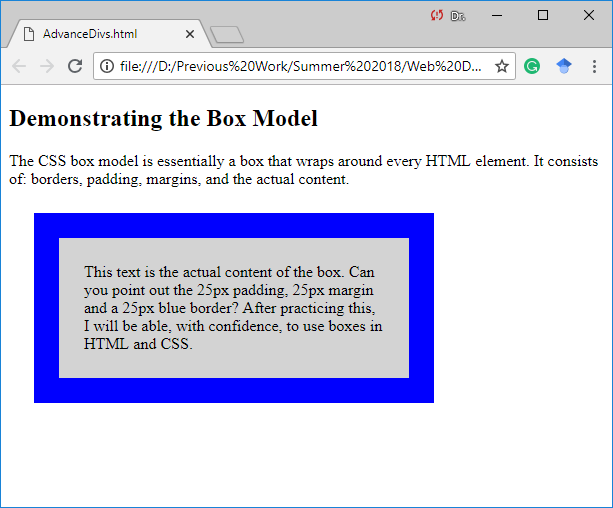 Dr.
AdvanceDivs.html
file:///D:/Previous%20Work/Summer%202018/Web%20D...
Demonstrating the Box Model
The CSS box model is essentially a box that wraps around every HTML element. It consists
of: borders, padding, margins, and the actual content.
This text is the actual content of the box. Can
you point out the 25px padding, 25px margin
and a 25px blue border? After practicing this,
I will be able, with confidence, to use boxes in
HTML and CSS.